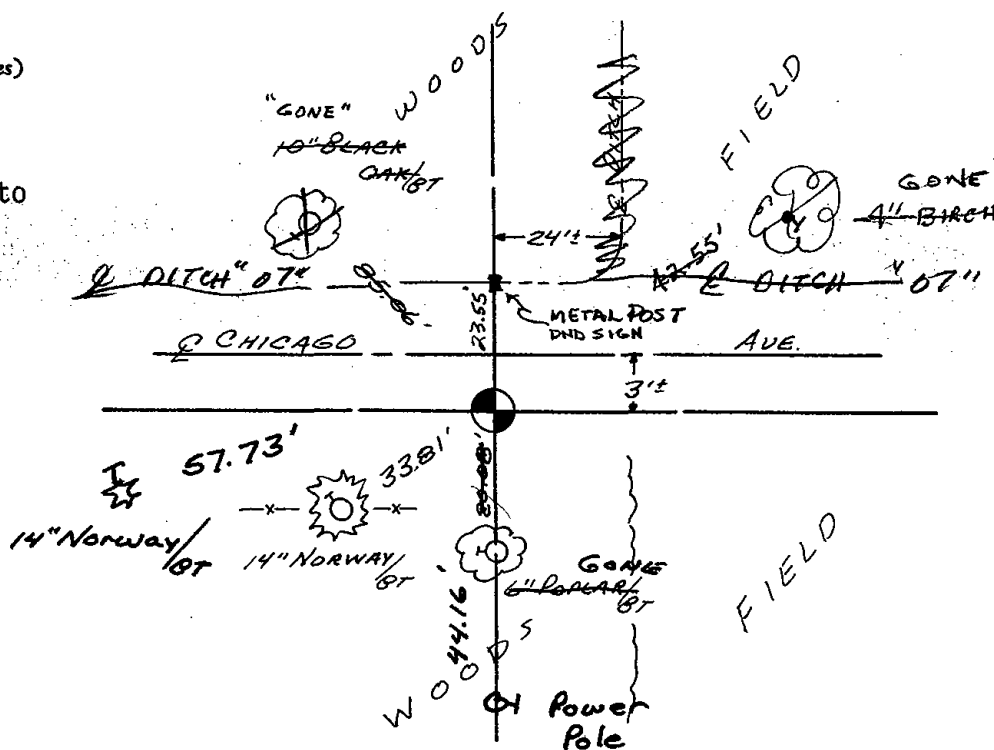 es)
to
WOODS
"GONE"
10" BLACK
OAK/BT
FIELD
GONE
4" BIRCH
24'±
42.55'
℄ DITCH "07"
℄ DITCH "07"
23.55'
METAL POST
DND SIGN
℄ CHICAGO AVE.
3'±
57.73'
33.81'
14" Norway/BT
14" NORWAY/BT
GONE
6" POPLAR/BT
44.16'
WOODS
FIELD
Power
Pole